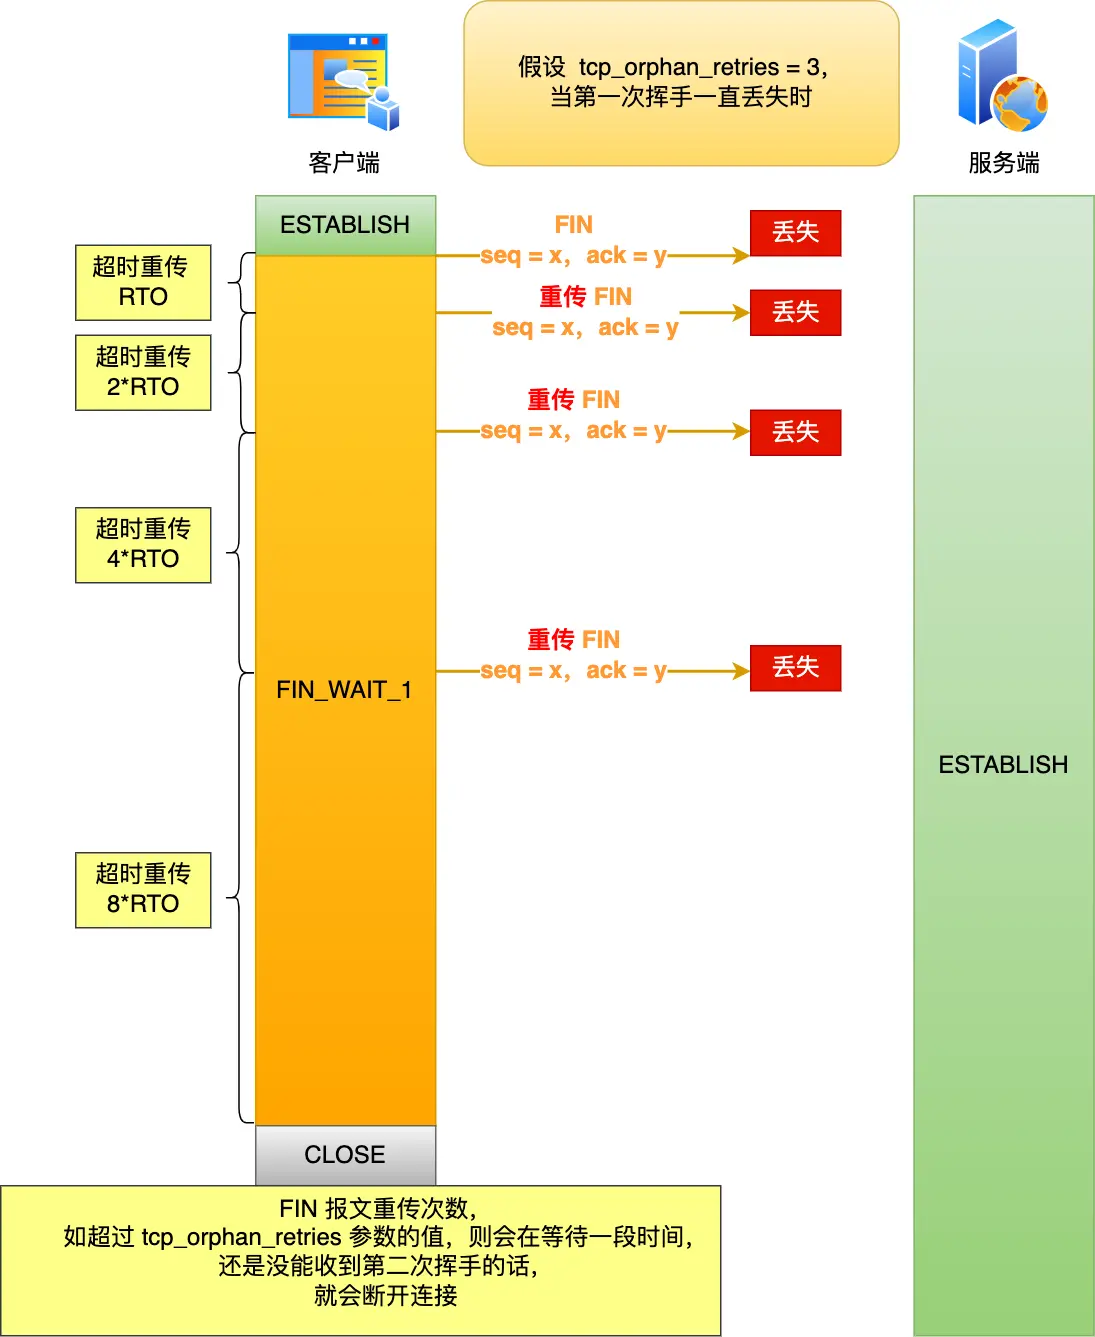 假设 tcp_orphan_retries = 3，
当第一次挥手一直丢失时
客户端
服务端
ESTABLISH
FIN
seq = x，ack = y
丢失
超时重传
RTO
重传 FIN
seq = x，ack = y
丢失
超时重传
2*RTO
重传 FIN
seq = x，ack = y
丢失
超时重传
4*RTO
重传 FIN
seq = x，ack = y
丢失
FIN_WAIT_1
ESTABLISH
超时重传
8*RTO
CLOSE
FIN 报文重传次数，
如超过 tcp_orphan_retries 参数的值，则会在等待一段时间，
还是没能收到第二次挥手的话，
就会断开连接